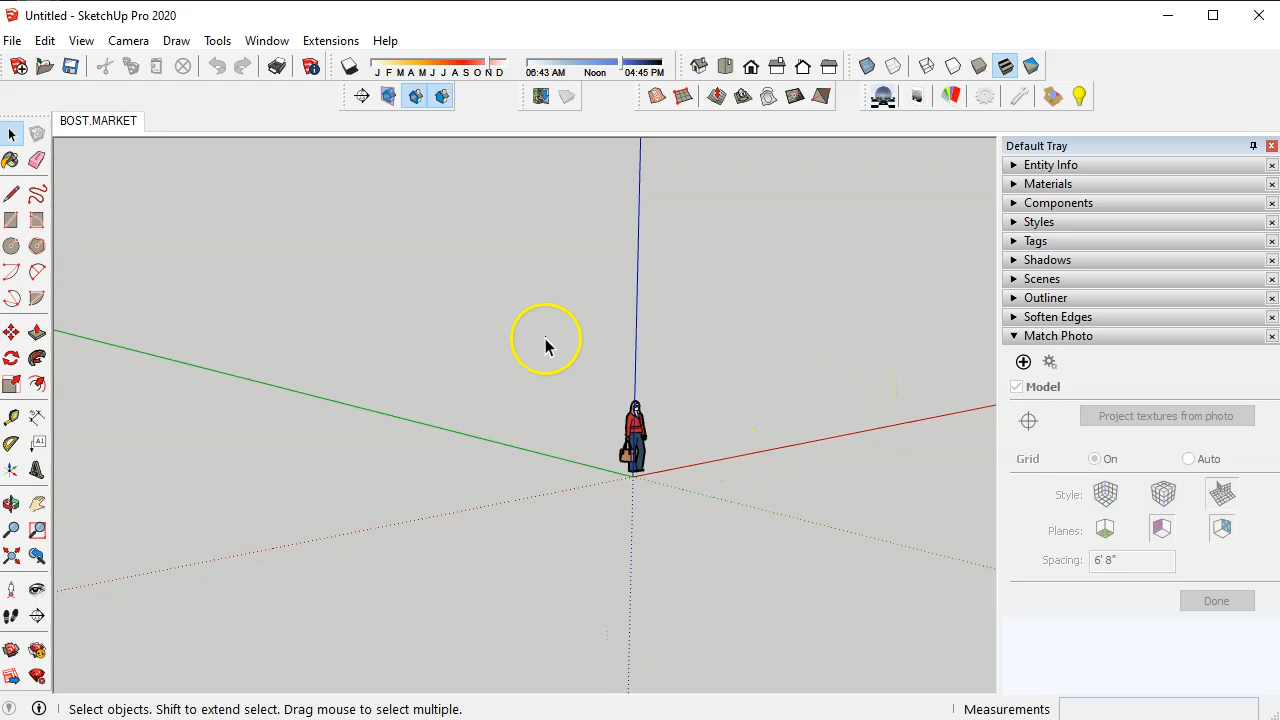 Untitled - SketchUp Pro 2020
File Edit View Camera Draw Tools Window Extensions Help
J F M A M J J A S O N D
06:43 AM Noon 04:45 PM
BOST.MARKET
Default Tray
Entity Info
Materials
Components
Styles
Tags
Shadows
Scenes
Outliner
Soften Edges
Match Photo
Model
Project textures from photo
Grid On Auto
A1
Style:
Planes:
Spacing: 6' 8"
Done
Select objects. Shift to extend select. Drag mouse to select multiple.
Measurements